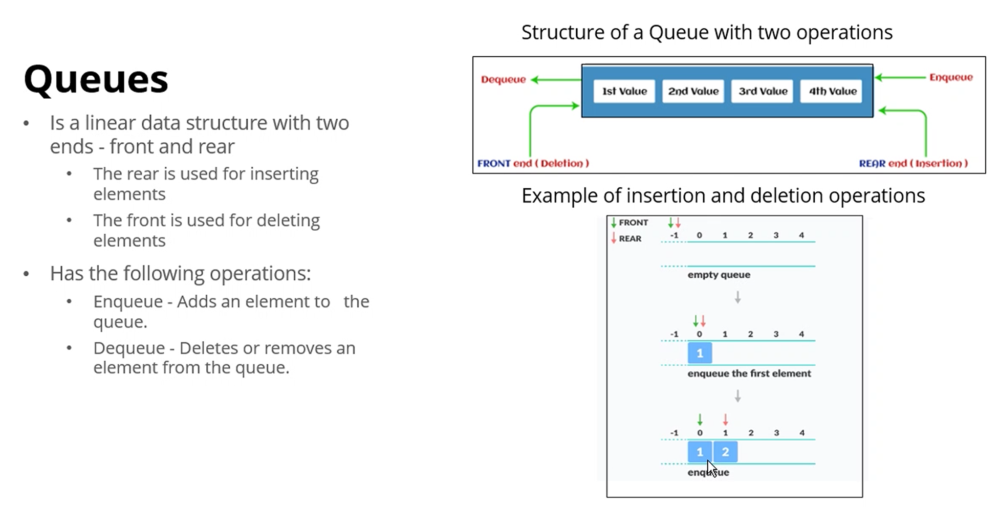 Queues
• Is a linear data structure with two
ends - front and rear
• The rear is used for inserting
elements
• The front is used for deleting
elements
• Has the following operations:
• Enqueue - Adds an element to the
queue.
• Dequeue - Deletes or removes an
element from the queue.
Structure of a Queue with two operations
Dequeue 1st Value 2nd Value 3rd Value 4th Value Enqueue
FRONT end ( Deletion ) REAR end ( Insertion )
Example of insertion and deletion operations
FRONT
REAR
-1 0 1 2 3 4
empty queue
-1 0 1 2 3 4
1
enqueue the first element
-1 0 1 2 3 4
1 2
enqueue